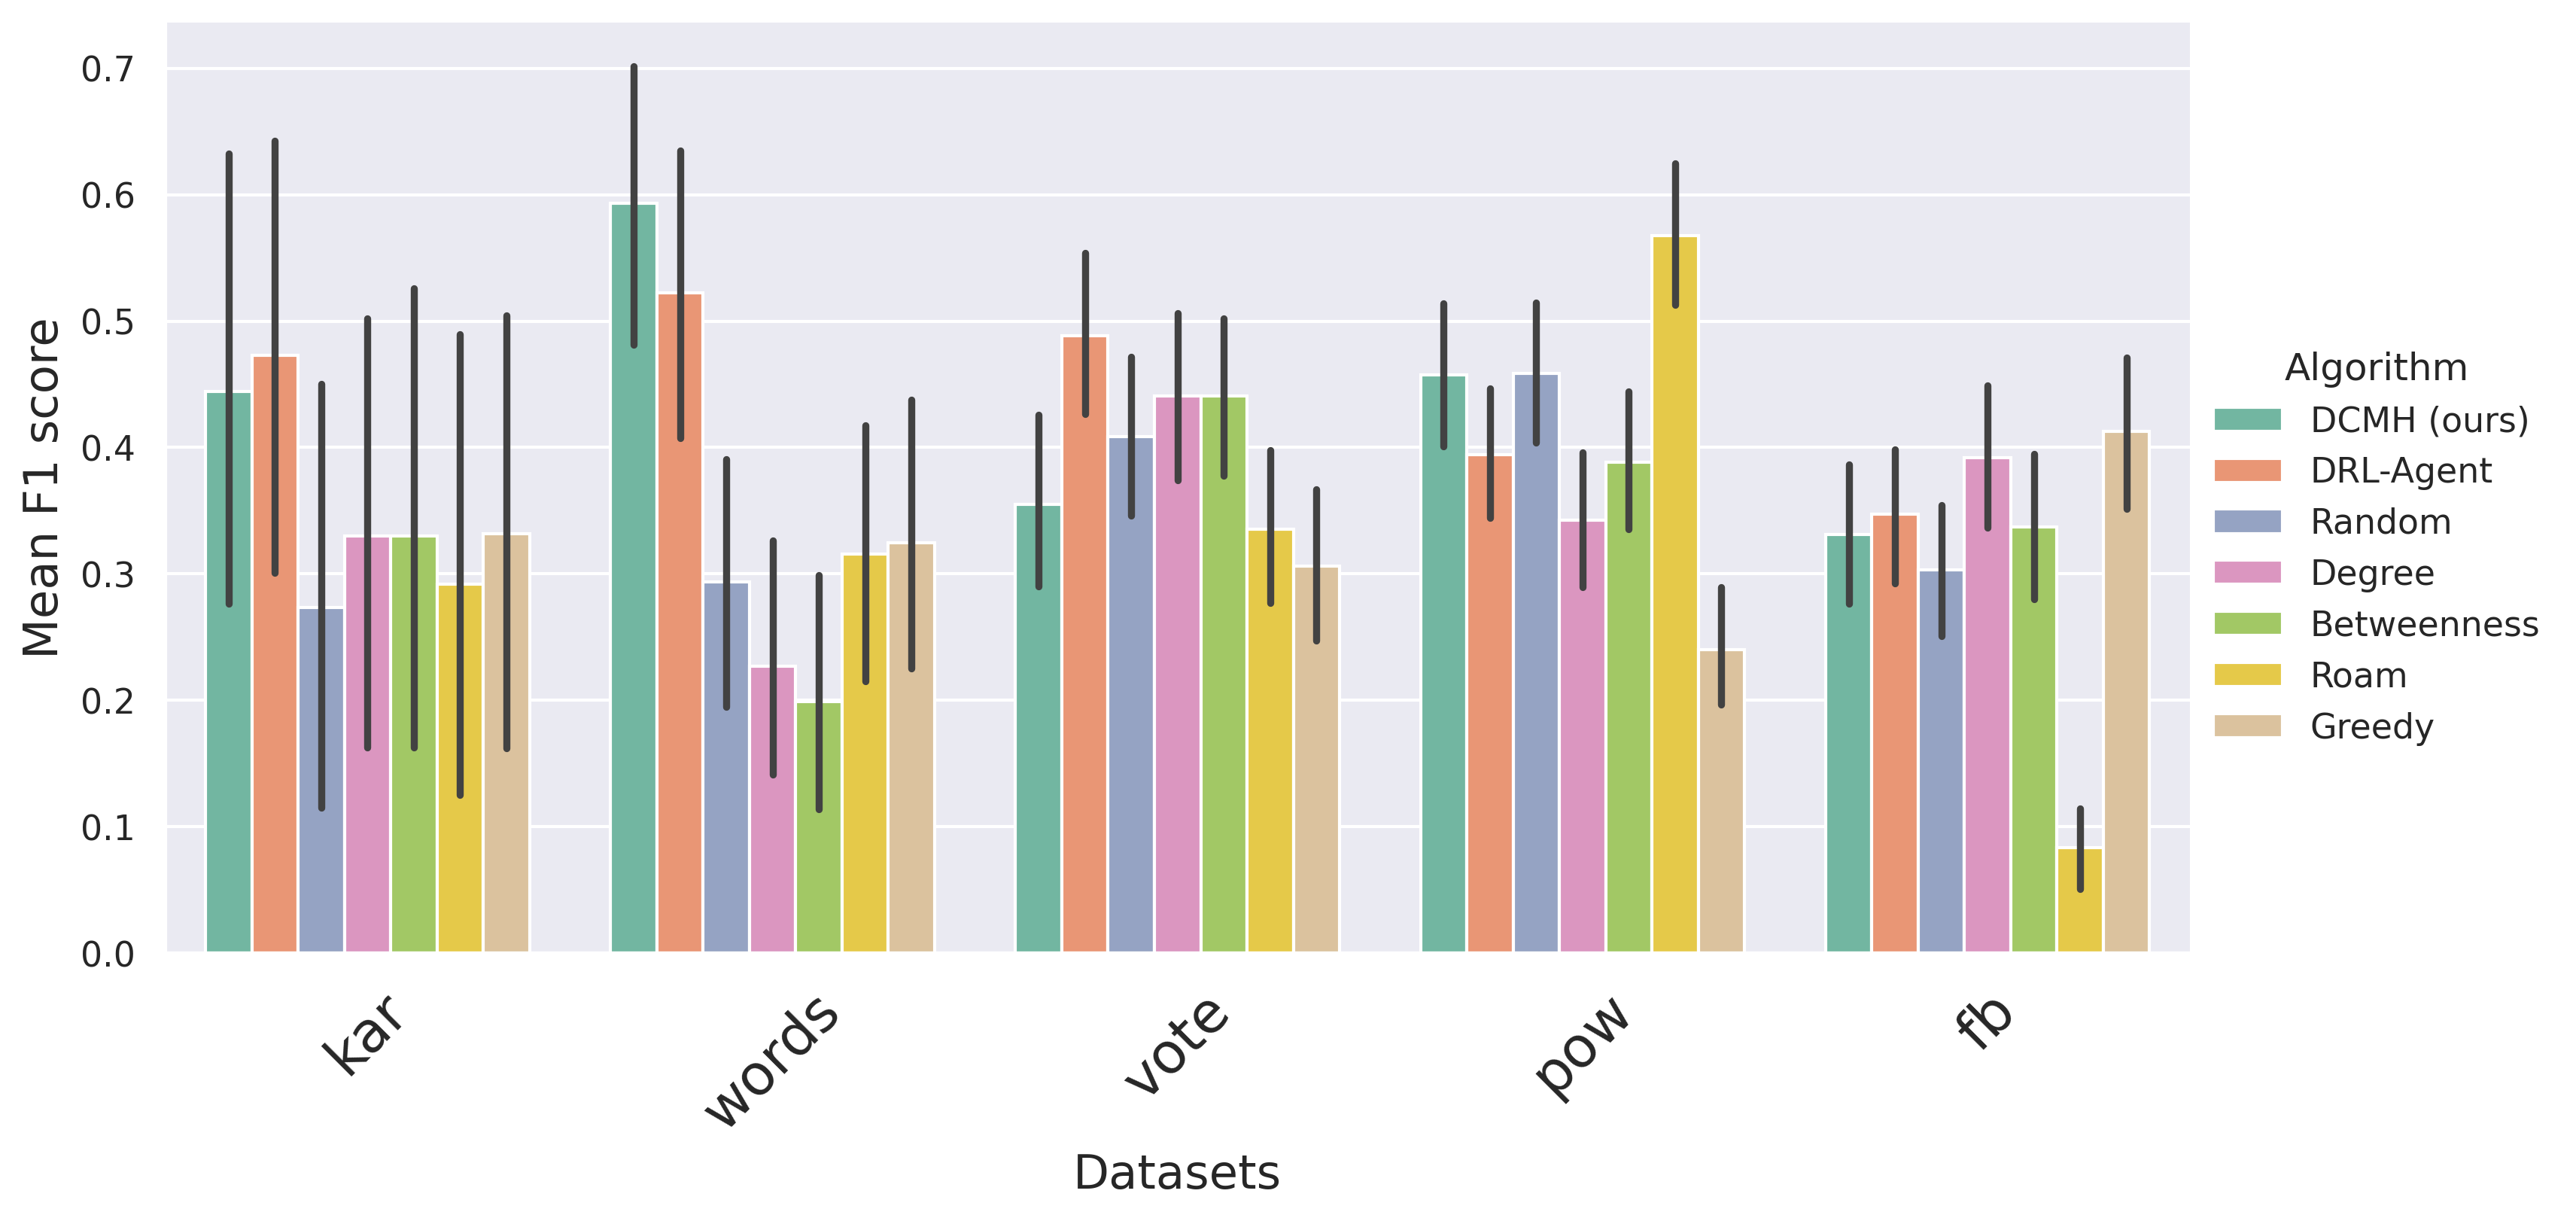 0.7
0.6
0.5
0.4
0.3
0.2
0.1
0.0
Mean F1 score
kar
words
vote
pow
fb
Datasets
Algorithm
DCMH (ours)
DRL-Agent
Random
Degree
Betweenness
Roam
Greedy